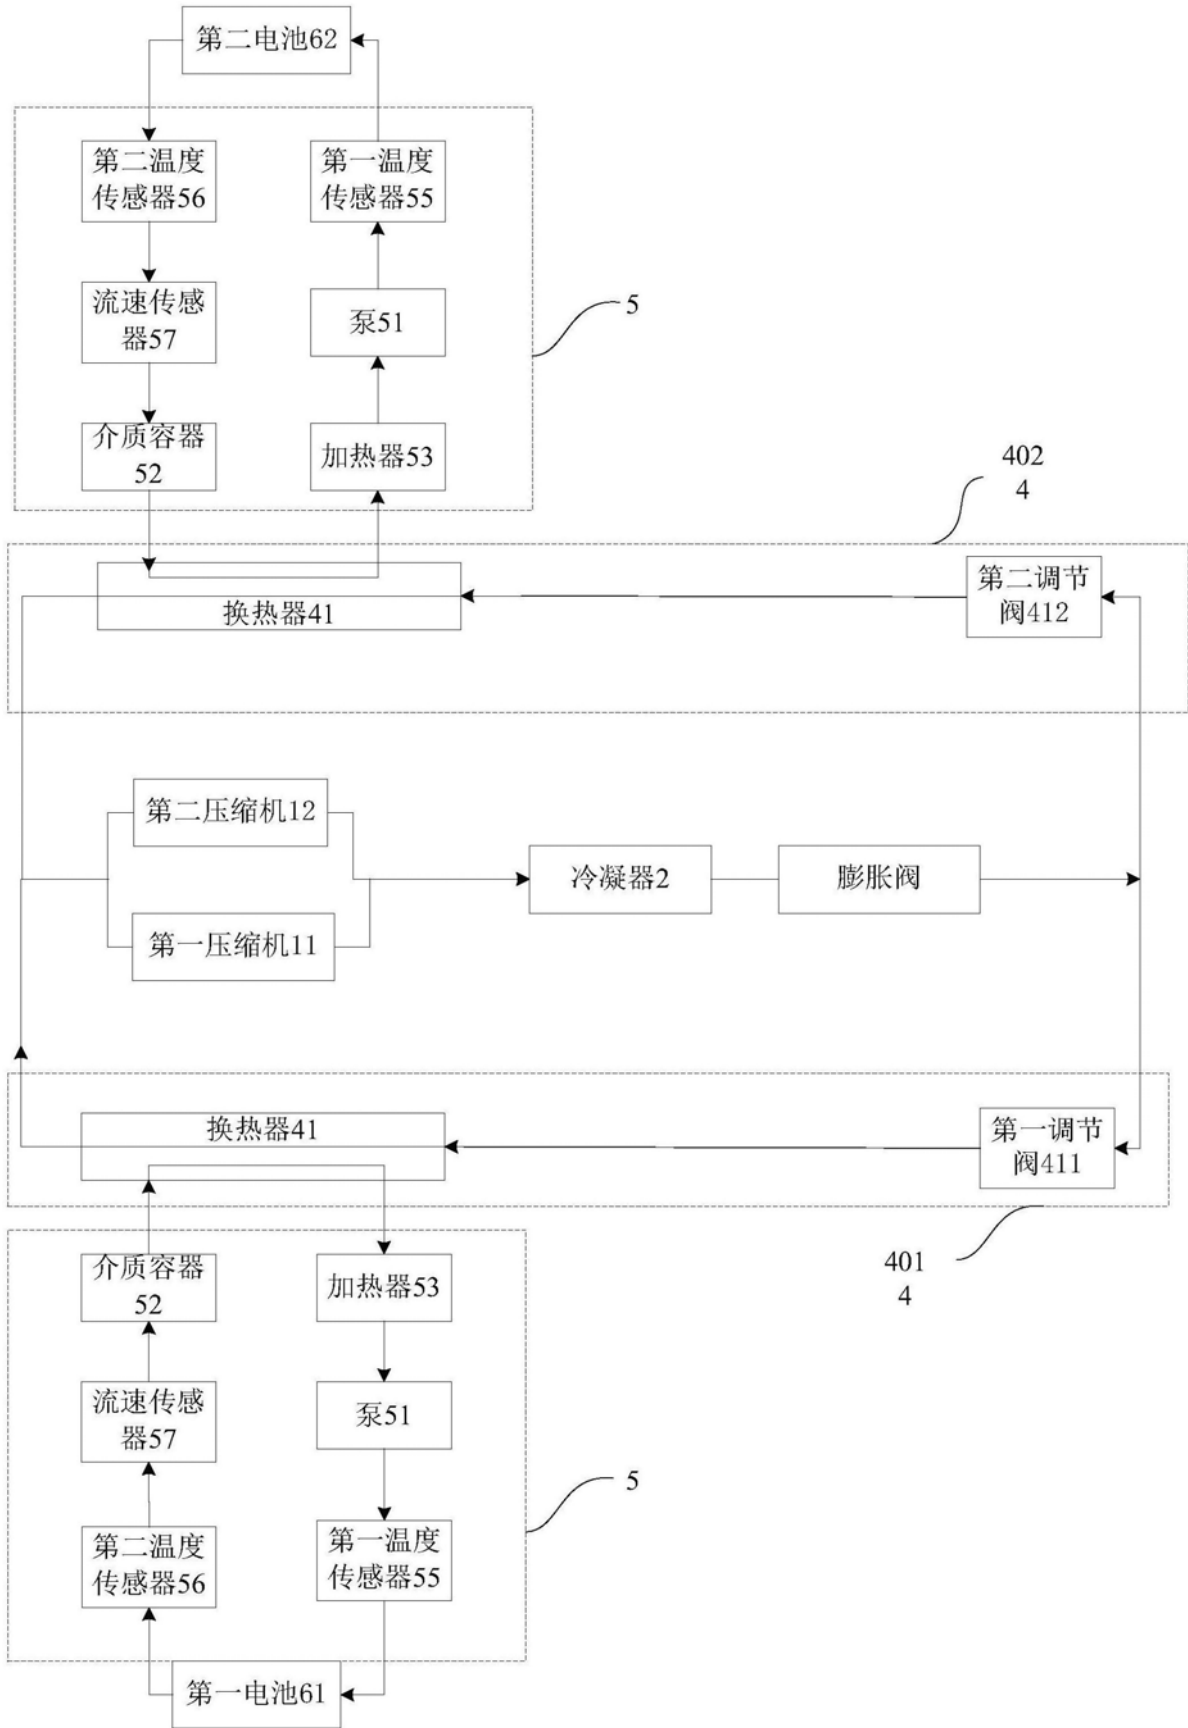 第二电池62
第二温度
传感器56
第一温度
传感器55
流速传感
器57
泵51
5
介质容器
52
加热器53
402
4
换热器41
第二调节
阀412
第二压缩机12
冷凝器2
膨胀阀
第一压缩机11
换热器41
第一调节
阀411
401
4
介质容器
52
加热器53
流速传感
器57
泵51
5
第二温度
传感器56
第一温度
传感器55
第一电池61